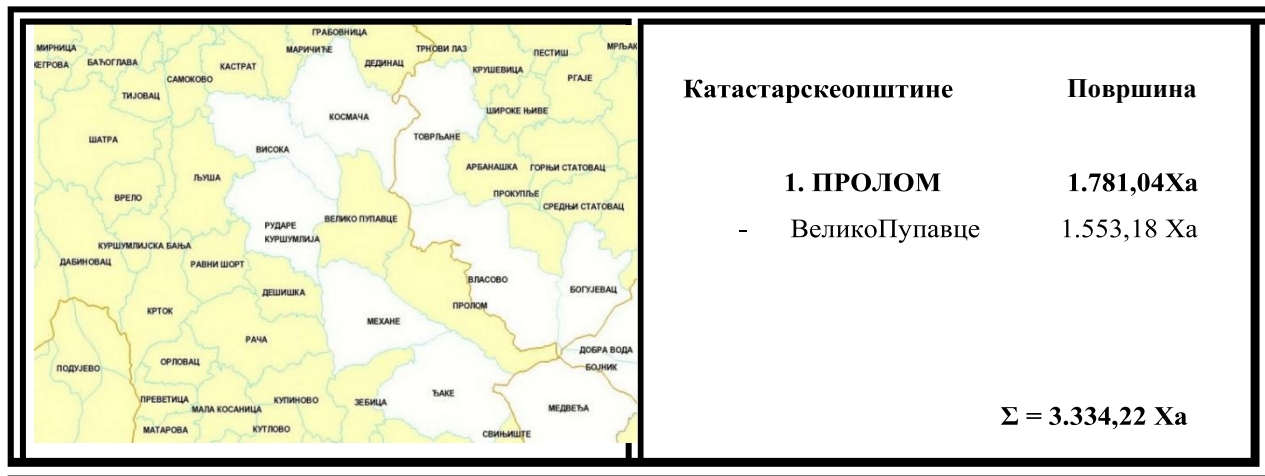 ГРАБОВНИЦА
МИРНИЦА
МАРИЧИЋЕ
ТРНОВИ ЛАЗ
ПЕСТИШ
МРЉАК
КЕГРОВА
БАЋОГЛАВА
КАСТРАТ
ДЕДИНАЦ
КРУШЕВИЦА
РГАЈЕ
САМОКОВО
ТИЈОВАЦ
КОСМАЧА
ШИРОКЕ ЊИВЕ
ШАТРА
ВИСОКА
ТОВРЉАНЕ
АРБАНАШКА
ГОРЊИ СТАТОВАЦ
ЉУША
ВРЕЛО
ПРОКУПЉЕ
СРЕДЊИ СТАТОВАЦ
РУДАРЕ
ВЕЛИКО ПУПАВЦЕ
КУРШУМЛИЈА
КУРШУМЛИЈСКА БАЊА
ДАБИНОВАЦ
РАВНИ ШОРТ
ВЛАСОВО
БОГУЈЕВАЦ
ДЕШИШКА
ПРОЛОМ
КРТОК
МЕХАНЕ
РАЧА
ДОБРА ВОДА
ПОДУЈЕВО
ОРЛОВАЦ
БОЈНИК
ЂАКЕ
ПРЕВЕТИЦА
МАЛА КОСАНИЦА
КУПИНОВО
ЗЕБИЦА
МЕДВЕЂА
МАТАРОВА
КУТЛОВО
СВИЊИШТЕ
Катастарскеопштине Површина
1. ПРОЛОМ 1.781,04Ха
- ВеликоПупавце 1.553,18 Ха
Σ = 3.334,22 Ха